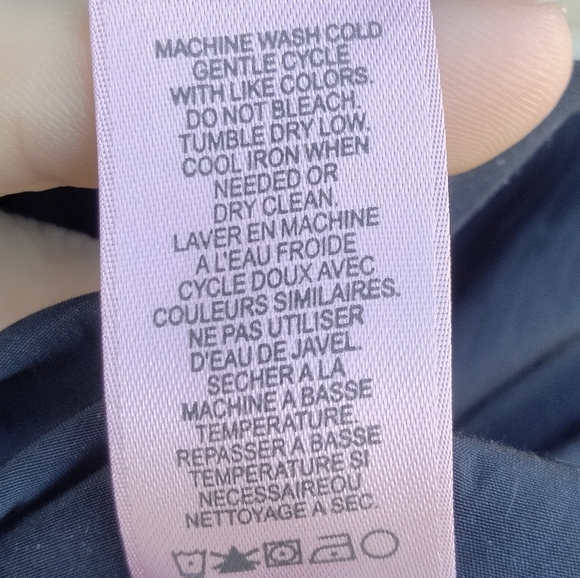 MACHINE WASH COLD
GENTLE CYCLE
WITH LIKE COLORS.
DO NOT BLEACH.
TUMBLE DRY LOW.
COOL IRON WHEN
NEEDED OR
DRY CLEAN.
LAVER EN MACHINE
A L'EAU FROIDE
CYCLE DOUX AVEC
COULEURS SIMILAIRES.
NE PAS UTILISER
D'EAU DE JAVEL.
SECHER A LA
MACHINE A BASSE
TEMPERATURE
REPASSER A BASSE
TEMPERATURE SI
NECESSAIREOU
NETTOYAGE A SEC.